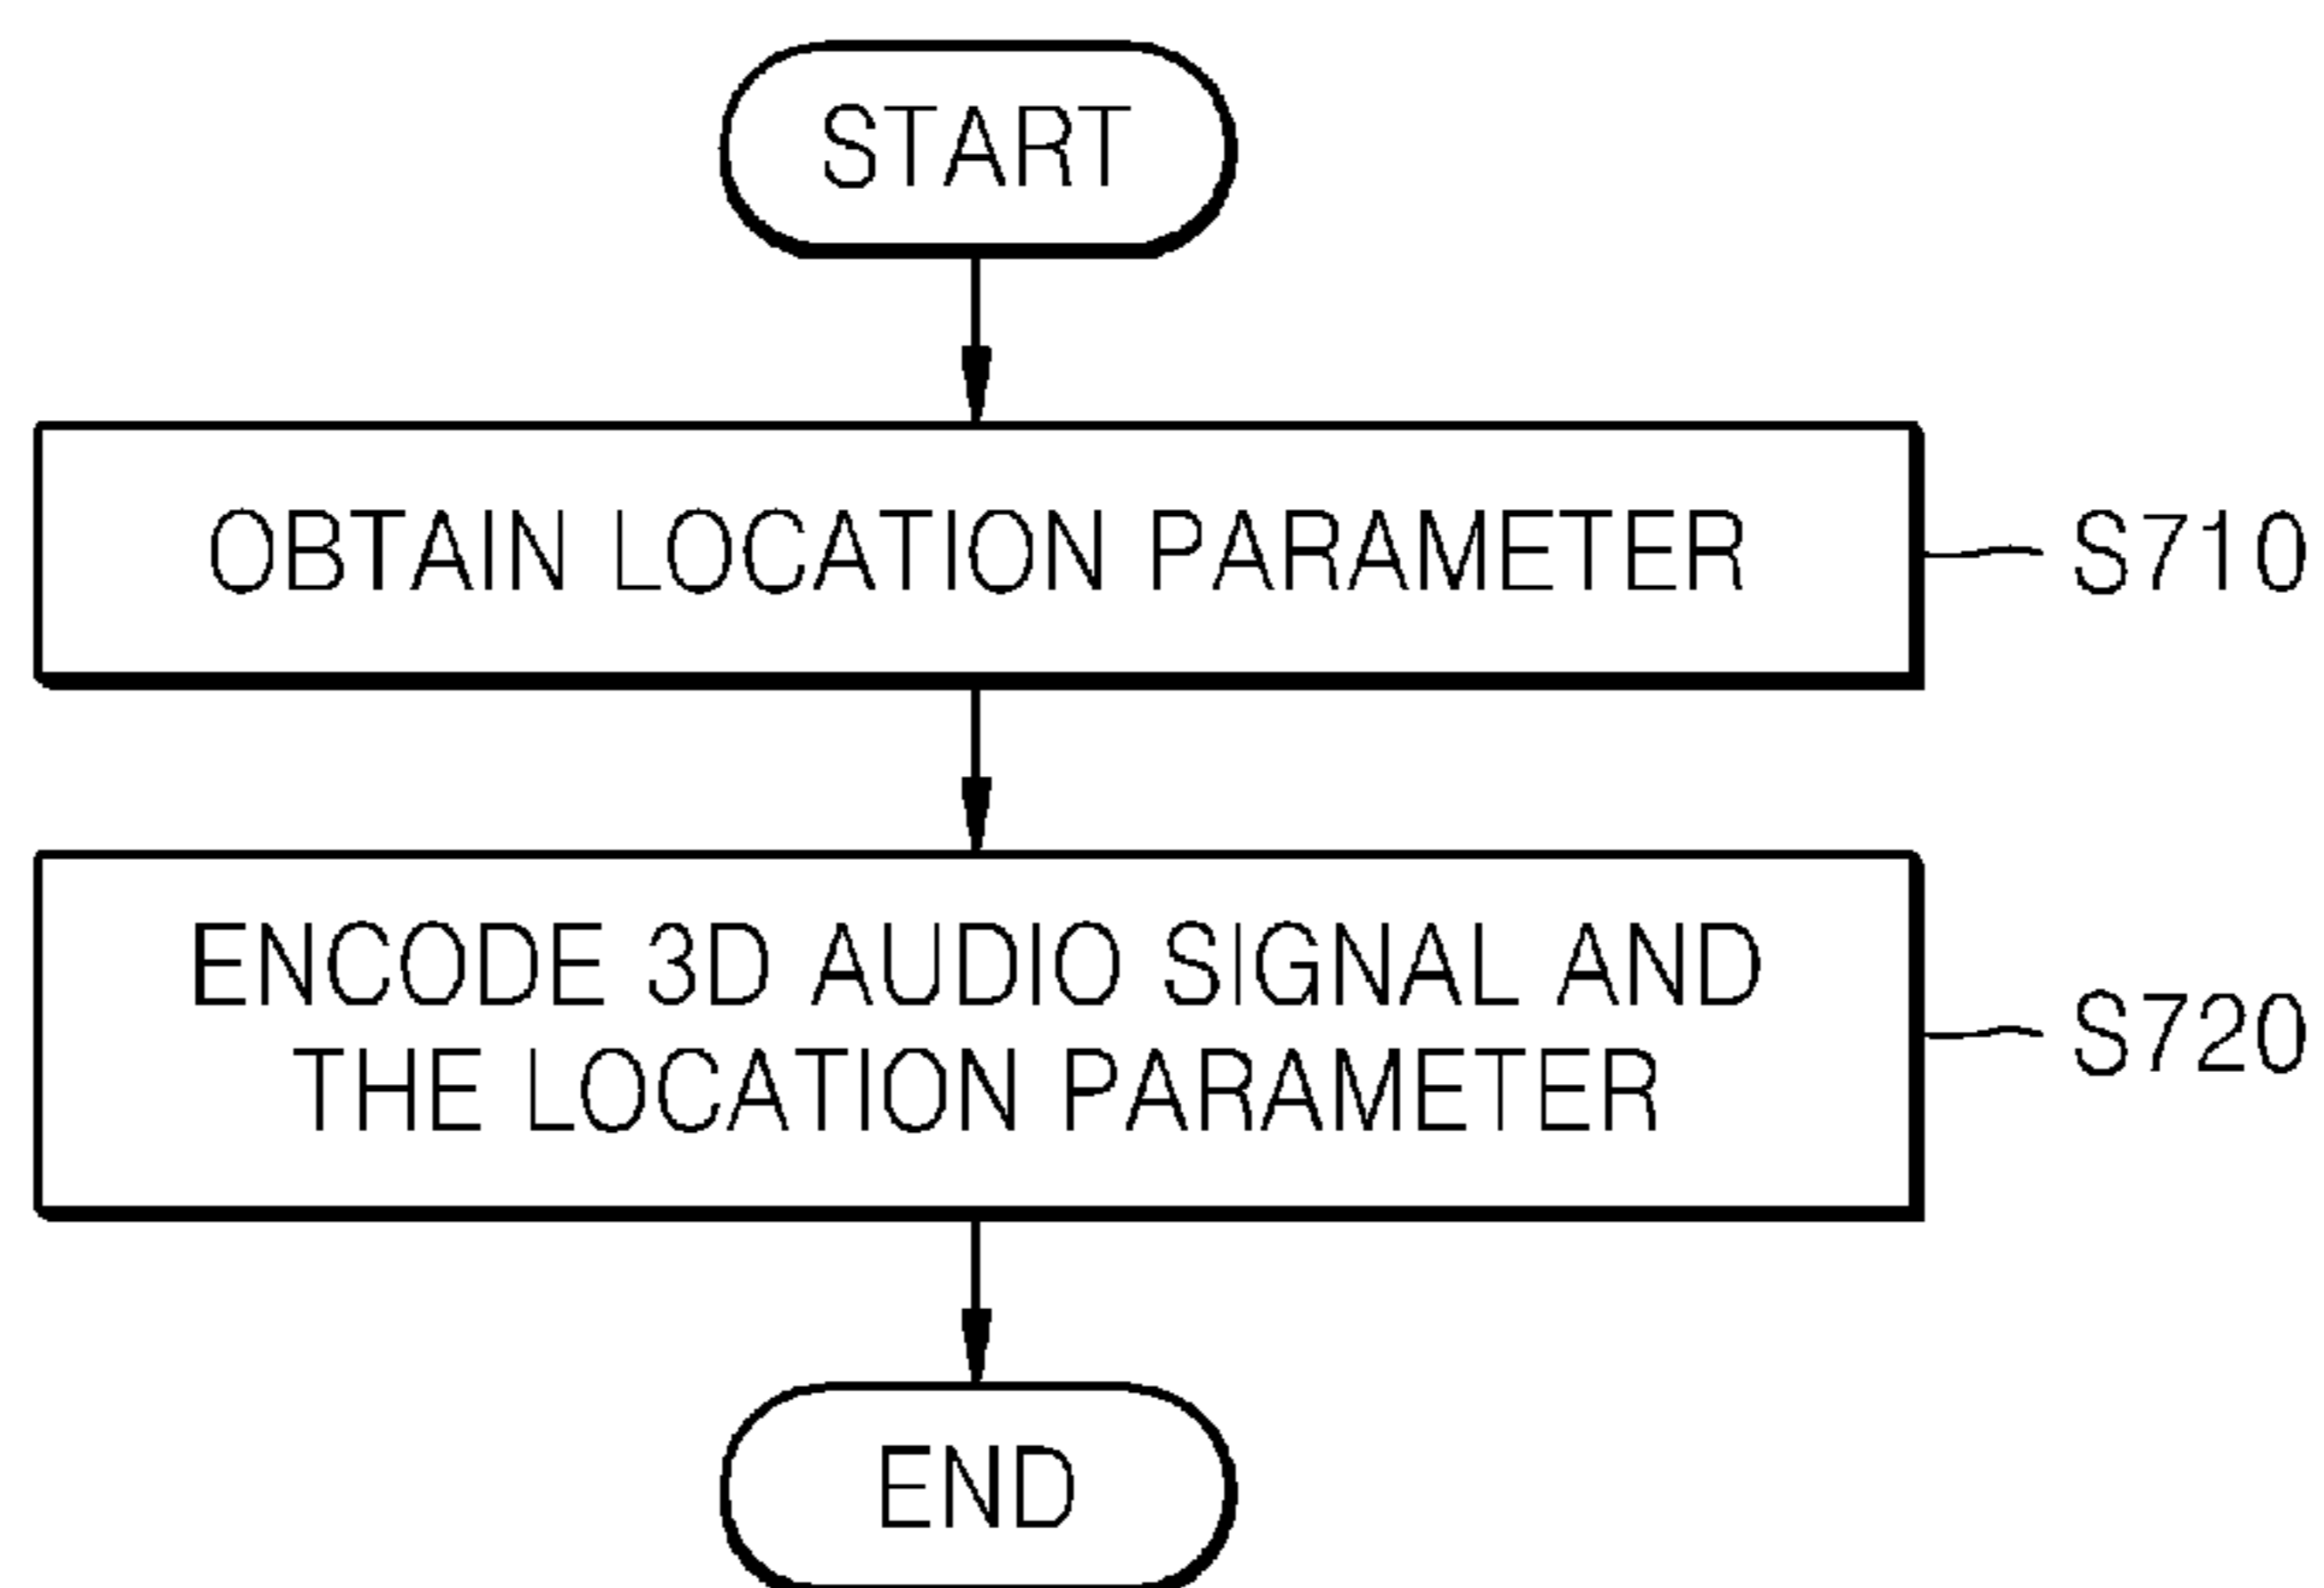 START
OBTAIN LOCATION PARAMETER
S710
ENCODE 3D AUDIO SIGNAL AND
THE LOCATION PARAMETER
S720
END